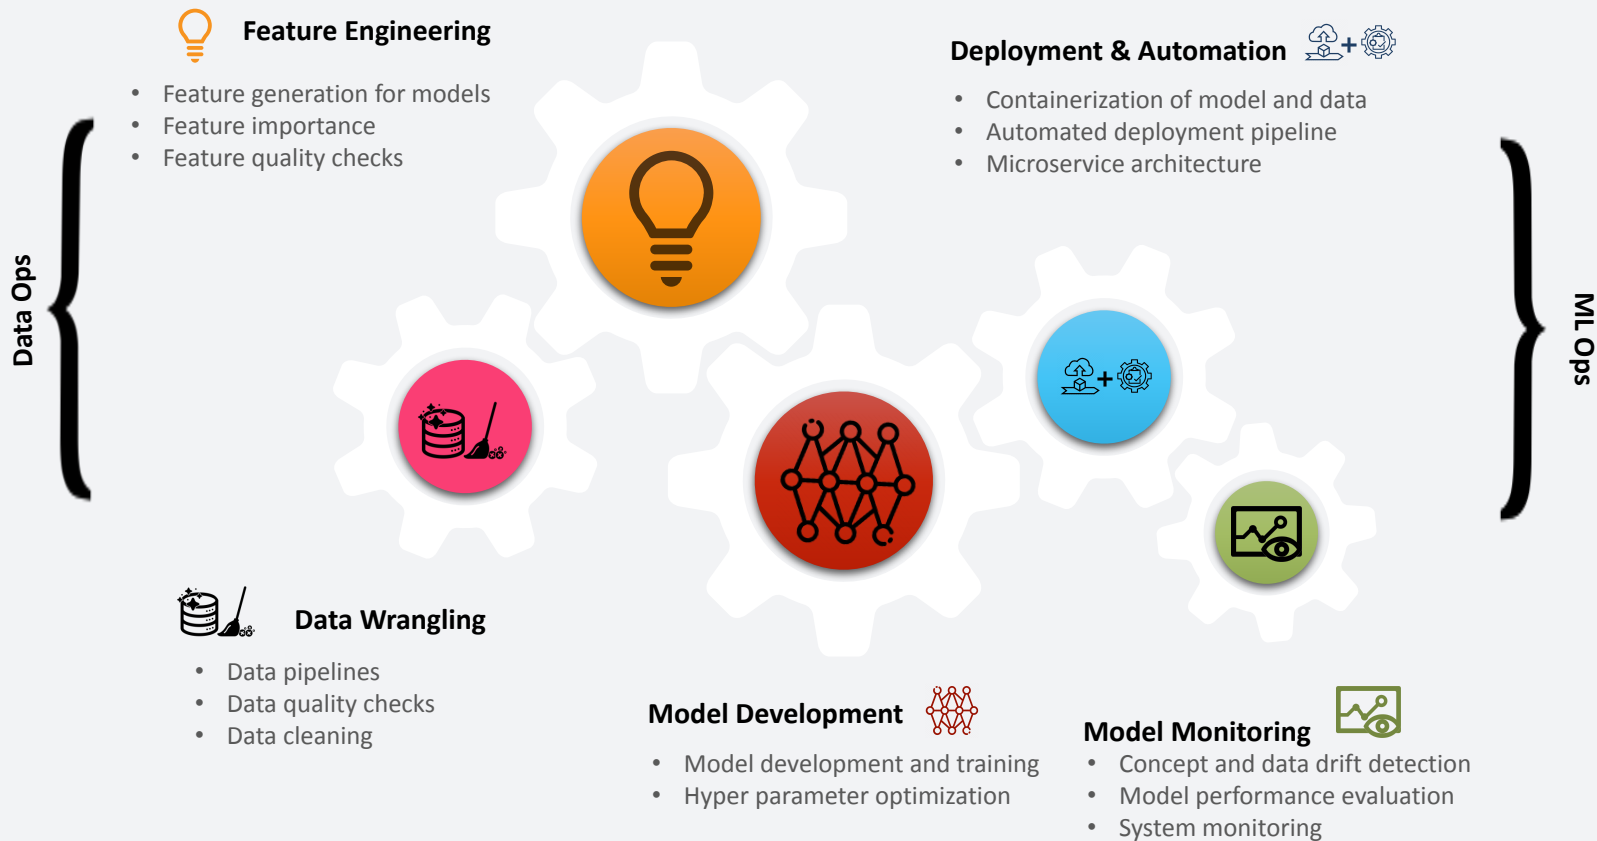 Feature Engineering
• Feature generation for models
• Feature importance
• Feature quality checks
Deployment & Automation
• Containerization of model and data
• Automated deployment pipeline
• Microservice architecture
Data Ops
ML Ops
Data Wrangling
• Data pipelines
• Data quality checks
• Data cleaning
Model Development
• Model development and training
• Hyper parameter optimization
Model Monitoring
• Concept and data drift detection
• Model performance evaluation
• System monitoring